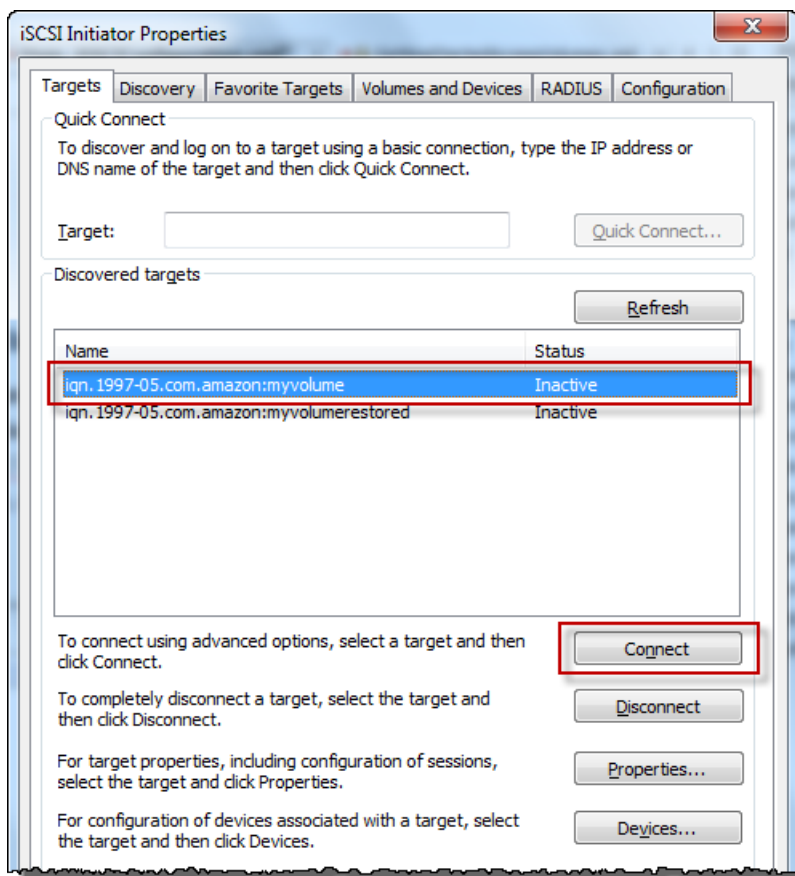 iSCSI Initiator Properties
Targets Discovery Favorite Targets Volumes and Devices RADIUS Configuration
Quick Connect
To discover and log on to a target using a basic connection, type the IP address or
DNS name of the target and then click Quick Connect.
Target: Quick Connect...
Discovered targets
Refresh
Name Status
iqn.1997-05.com.amazon:myvolume Inactive
iqn.1997-05.com.amazon:myvolumerestored Inactive
To connect using advanced options, select a target and then
click Connect.
Connect
To completely disconnect a target, select the target and
then click Disconnect.
Disconnect
For target properties, including configuration of sessions,
select the target and click Properties.
Properties...
For configuration of devices associated with a target, select
the target and then click Devices.
Devices...